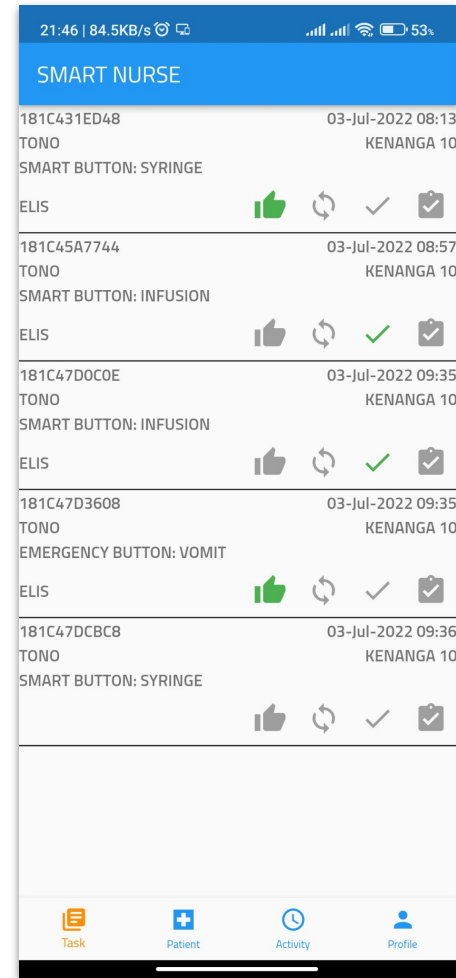 21:46 | 84.5KB/s 53%
SMART NURSE
181C431ED48 03-Jul-2022 08:13
TONO KENANGA 10
SMART BUTTON: SYRINGE
ELIS
181C45A7744 03-Jul-2022 08:57
TONO KENANGA 10
SMART BUTTON: INFUSION
ELIS
181C47D0C0E 03-Jul-2022 09:35
TONO KENANGA 10
SMART BUTTON: INFUSION
ELIS
181C47D3608 03-Jul-2022 09:35
TONO KENANGA 10
EMERGENCY BUTTON: VOMIT
ELIS
181C47DCBC8 03-Jul-2022 09:36
TONO KENANGA 10
SMART BUTTON: SYRINGE
Task Patient Activity Profile